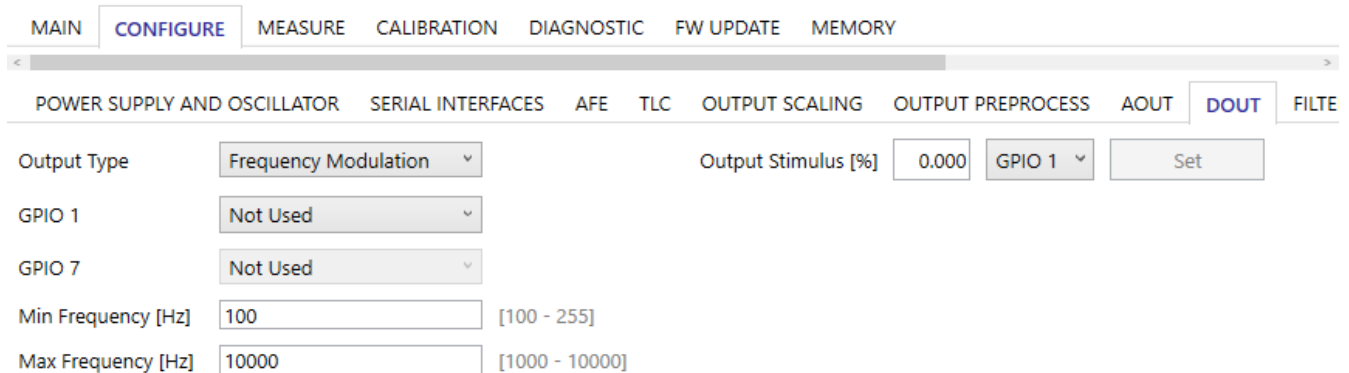 MAIN CONFIGURE MEASURE CALIBRATION DIAGNOSTIC FW UPDATE MEMORY
POWER SUPPLY AND OSCILLATOR SERIAL INTERFACES AFE TLC OUTPUT SCALING OUTPUT PREPROCESS AOUT DOUT FILTE
Output Type Frequency Modulation Output Stimulus [%] 0.000 GPIO 1 Set
GPIO 1 Not Used
GPIO 7 Not Used
Min Frequency [Hz] 100 [100 - 255]
Max Frequency [Hz] 10000 [1000 - 10000]